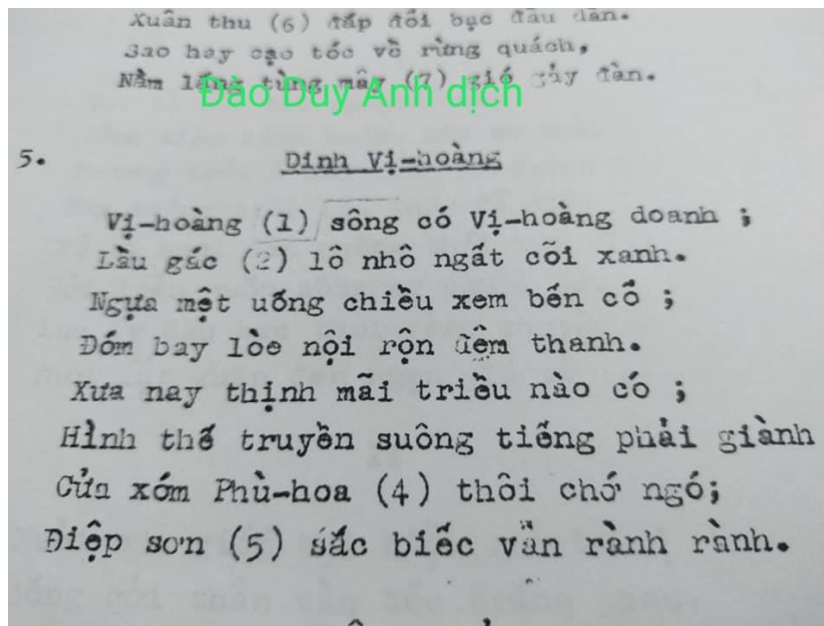 Xuân thu (6) đắp đổi bạc đầu dần.
Sao hay cạo tóc về rừng quách,
Nằm lắng từng mây (7) gió gảy đàn.
Đào Duy Anh dịch
5. Dinh Vị-hoàng
Vị-hoàng (1) sông có Vị-hoàng doanh ;
Lầu gác (2) lô nhô ngất cõi xanh.
Ngựa mệt uống chiều xem bến cổ ;
Đóm bay lòe nội rộn đêm thanh.
Xưa nay thịnh mãi triều nào có ;
Hình thế truyền suông tiếng phải giành
Cửa xóm Phù-hoa (4) thôi chớ ngó;
Điệp sơn (5) sắc biếc vẫn rành rành.